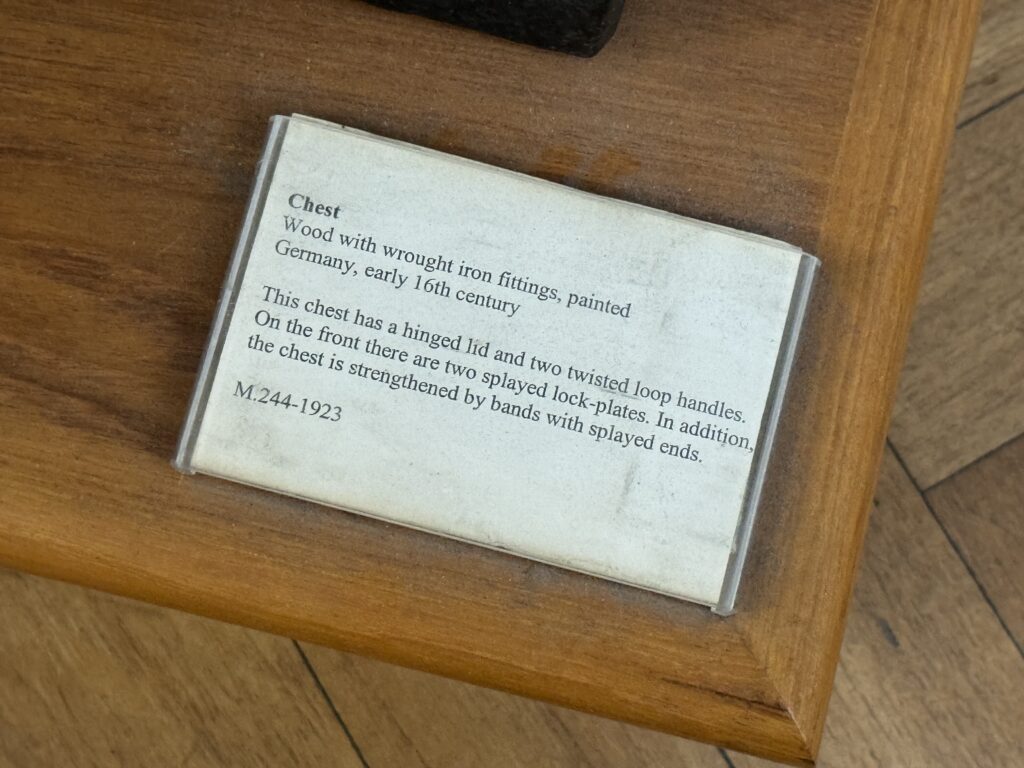 Chest
Wood with wrought iron fittings, painted
Germany, early 16th century
This chest has a hinged lid and two twisted loop handles.
On the front there are two splayed lock-plates. In addition,
the chest is strengthened by bands with splayed ends.
M.244-1923